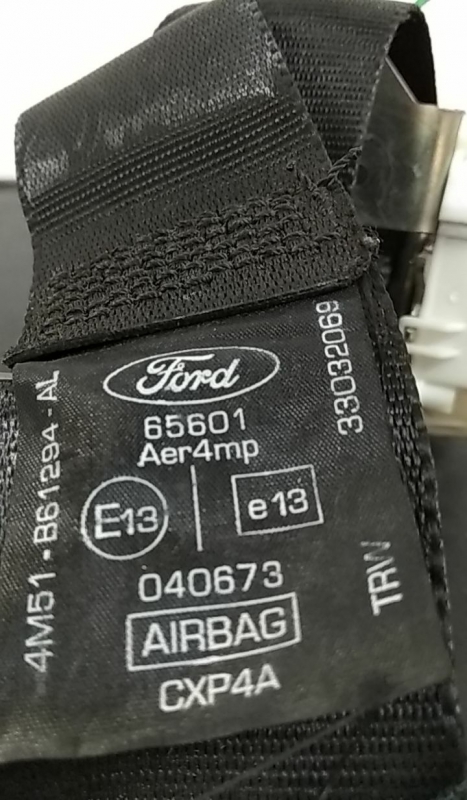 Ford
65601
Aer4mp
E13
e13
040673
AIRBAG
CXP4A
4M51-B61294-AL
33032069
TRW